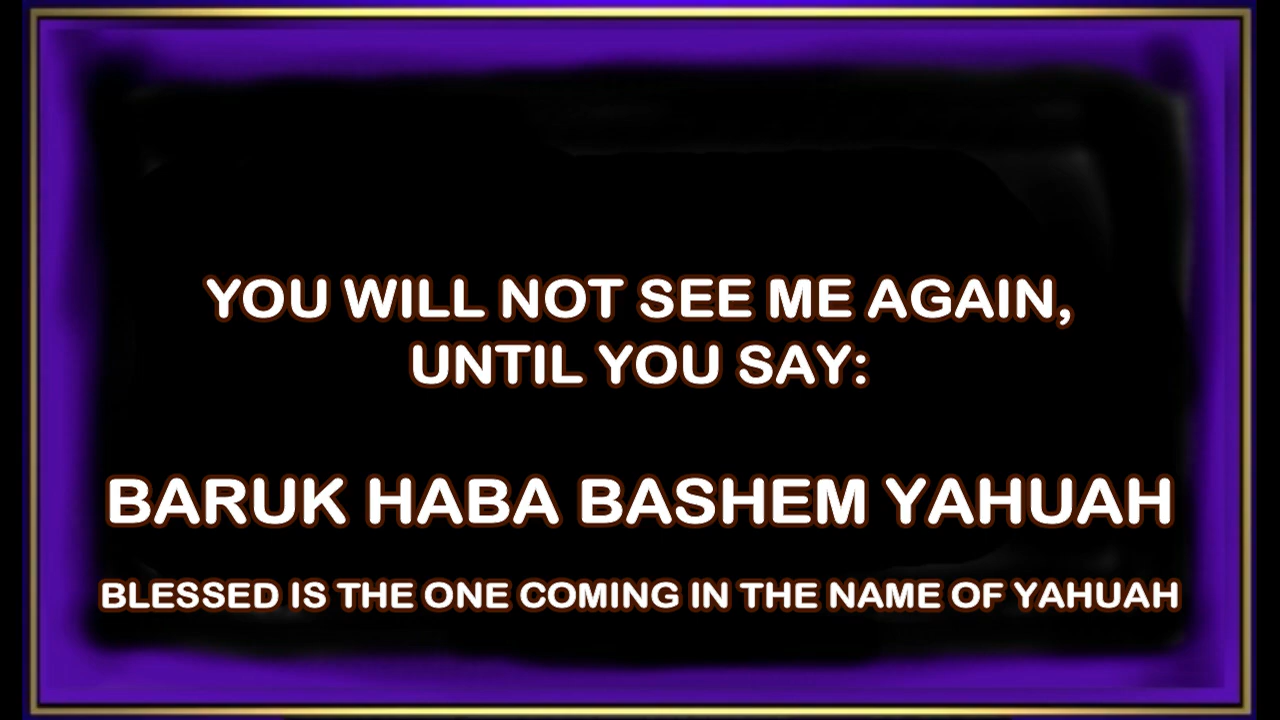 YOU WILL NOT SEE ME AGAIN,
UNTIL YOU SAY:
BARUK HABA BASHEM YAHUAH
BLESSED IS THE ONE COMING IN THE NAME OF YAHUAH